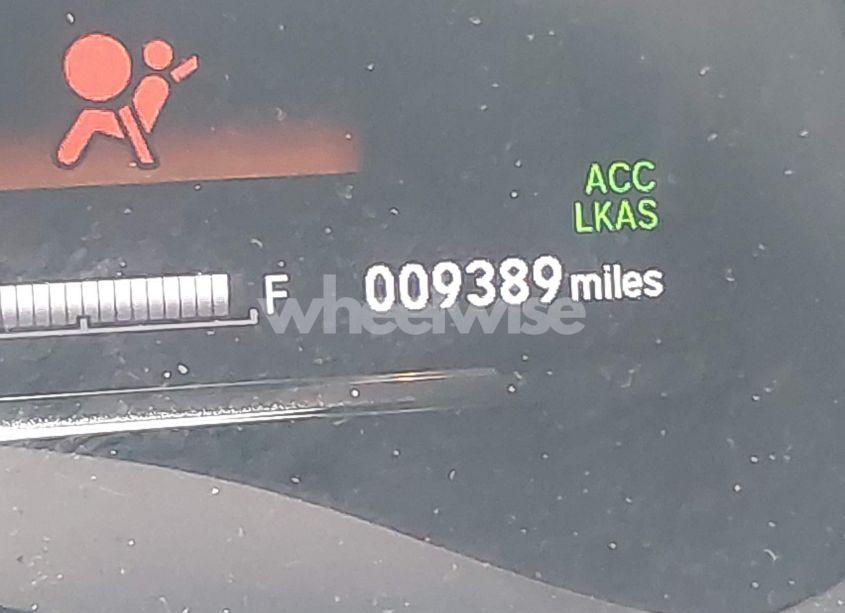 ACC
LKAS
F 009389 miles
wheelwise